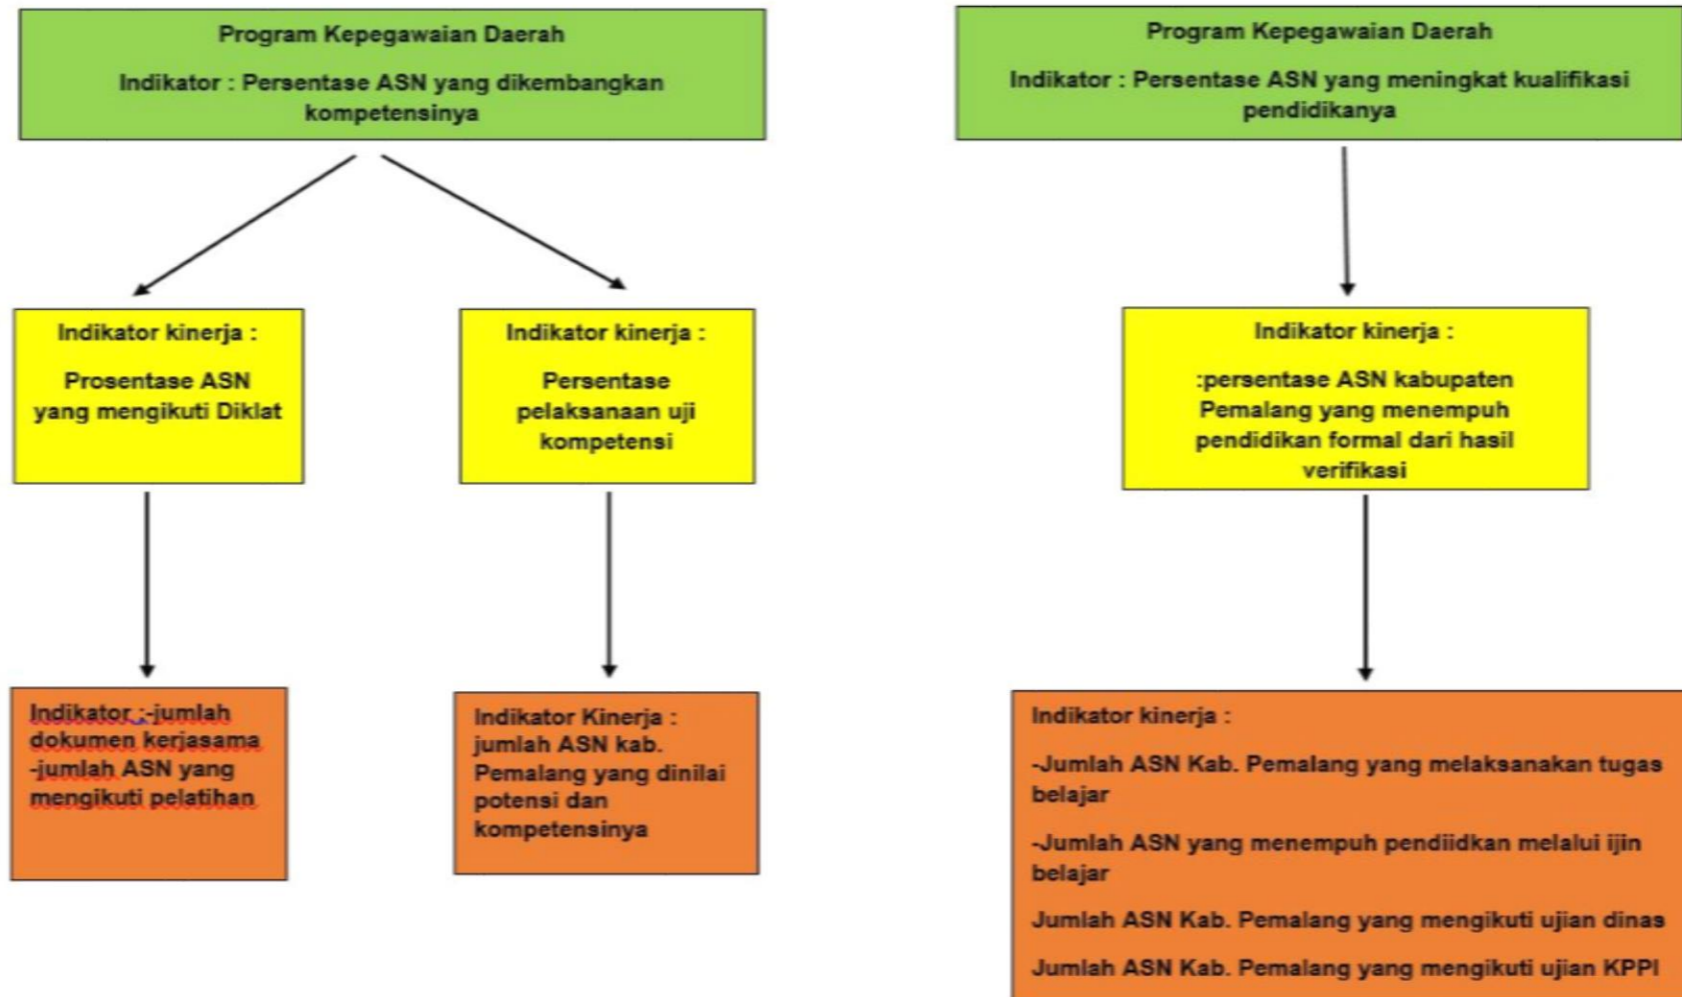 Program Kepegawaian Daerah
Indikator : Persentase ASN yang dikembangkan
kompetensinya
Program Kepegawaian Daerah
Indikator : Persentase ASN yang meningkat kualifikasi
pendidikanya
Indikator kinerja :
Prosentase ASN
yang mengikuti Diklat
Indikator kinerja :
Persentase
pelaksanaan uji
kompetensi
Indikator kinerja :
:persentase ASN kabupaten
Pemalang yang menempuh
pendidikan formal dari hasil
verifikasi
Indikator :-jumlah
dokumen kerjasama
-jumlah ASN yang
mengikuti pelatihan
Indikator Kinerja :
jumlah ASN kab.
Pemalang yang dinilai
potensi dan
kompetensinya
Indikator kinerja :
-Jumlah ASN Kab. Pemalang yang melaksanakan tugas
belajar
-Jumlah ASN yang menempuh pendiidkan melalui ijin
belajar
Jumlah ASN Kab. Pemalang yang mengikuti ujian dinas
Jumlah ASN Kab. Pemalang yang mengikuti ujian KPPI